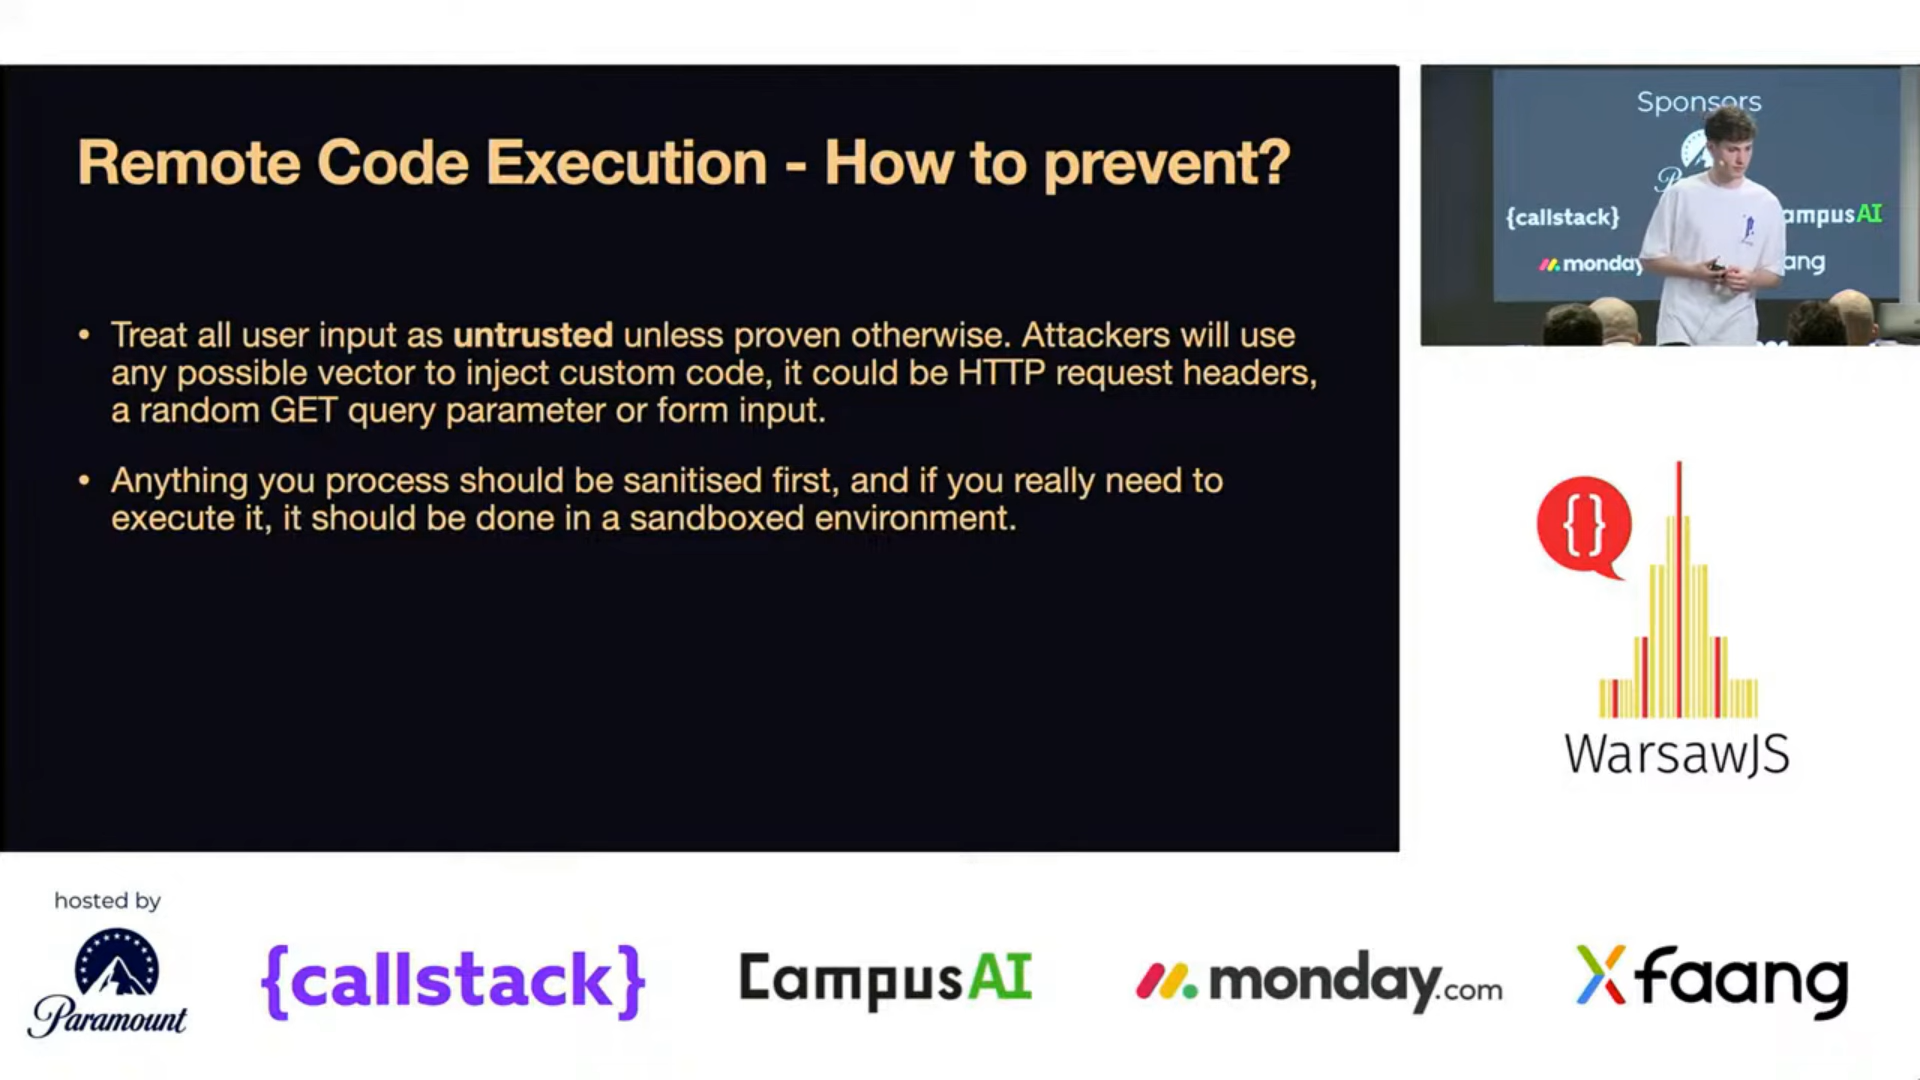 Remote Code Execution - How to prevent?
• Treat all user input as untrusted unless proven otherwise. Attackers will use
any possible vector to inject custom code, it could be HTTP request headers,
a random GET query parameter or form input.
• Anything you process should be sanitised first, and if you really need to
execute it, it should be done in a sandboxed environment.
Sponsors
{callstack}
ampusAI
monday
ang
{}
WarsawJS
hosted by
Paramount
{callstack}
CampusAI
monday.com
faang